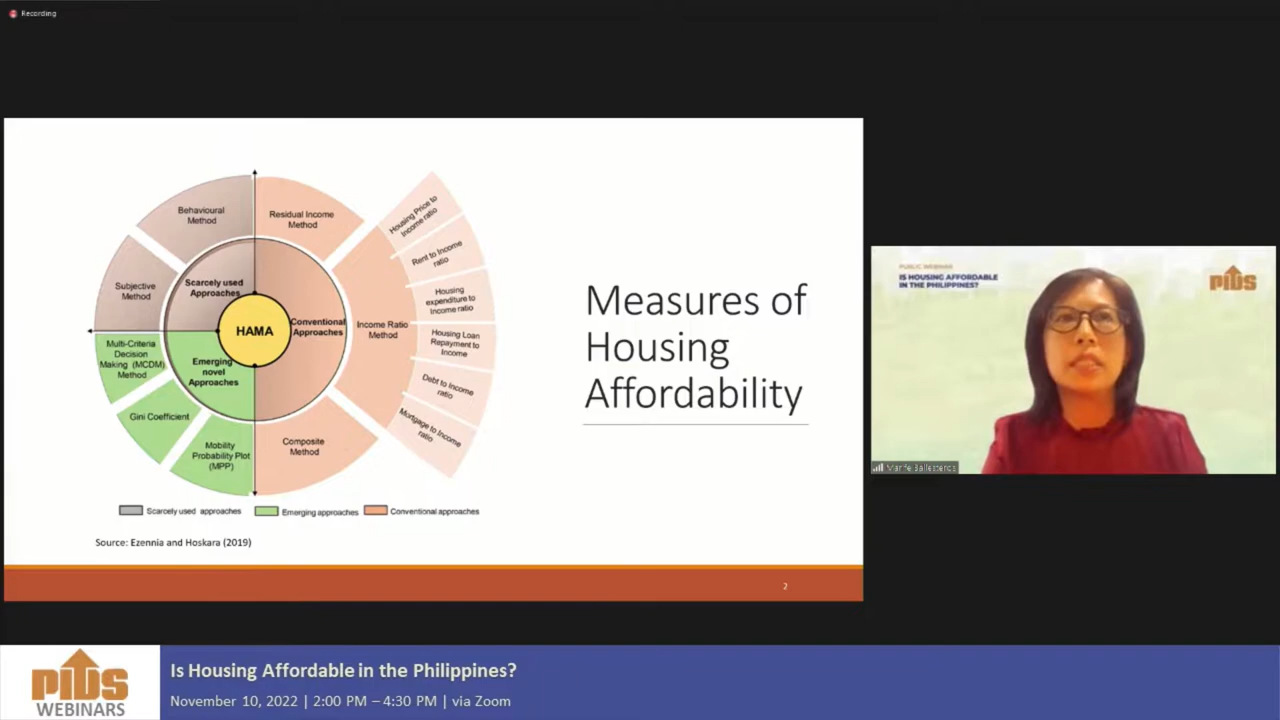 Recording
Behavioural
Method
Residual Income
Method
Housing Price to
Income ratio
Rent to Income
ratio
Housing
expenditure to
Income ratio
Housing Loan
Repayment to
Income
Debt to Income
ratio
Mortgage to Income
ratio
Subjective
Method
Scarcely used
Approaches
HAMA
Conventional
Approaches
Income Ratio
Method
Multi-Criteria
Decision
Making (MCDM)
Method
Emerging
novel
Approaches
Gini Coefficient
Mobility
Probability Plot
(MPP)
Composite
Method
Scarcely used approaches
Emerging approaches
Conventional approaches
Source: Ezennia and Hoskara (2019)
Measures of
Housing
Affordability
2
PUBLIC WEBINAR
IS HOUSING AFFORDABLE
IN THE PHILIPPINES?
PIDS
Marife Ballesteros
PIDS
WEBINARS
Is Housing Affordable in the Philippines?
November 10, 2022 | 2:00 PM – 4:30 PM | via Zoom